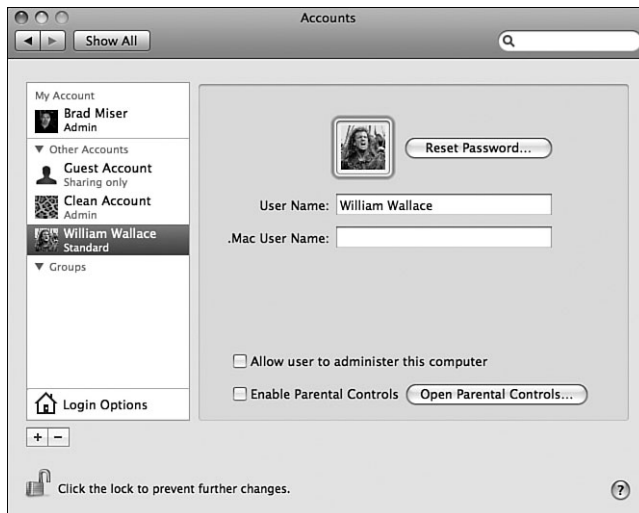 Accounts
Show All
My Account
Brad Miser
Admin
Other Accounts
Guest Account
Sharing only
Clean Account
Admin
William Wallace
Standard
Groups
Login Options
Reset Password...
User Name: William Wallace
.Mac User Name:
Allow user to administer this computer
Enable Parental Controls Open Parental Controls...
+ −
Click the lock to prevent further changes.
?